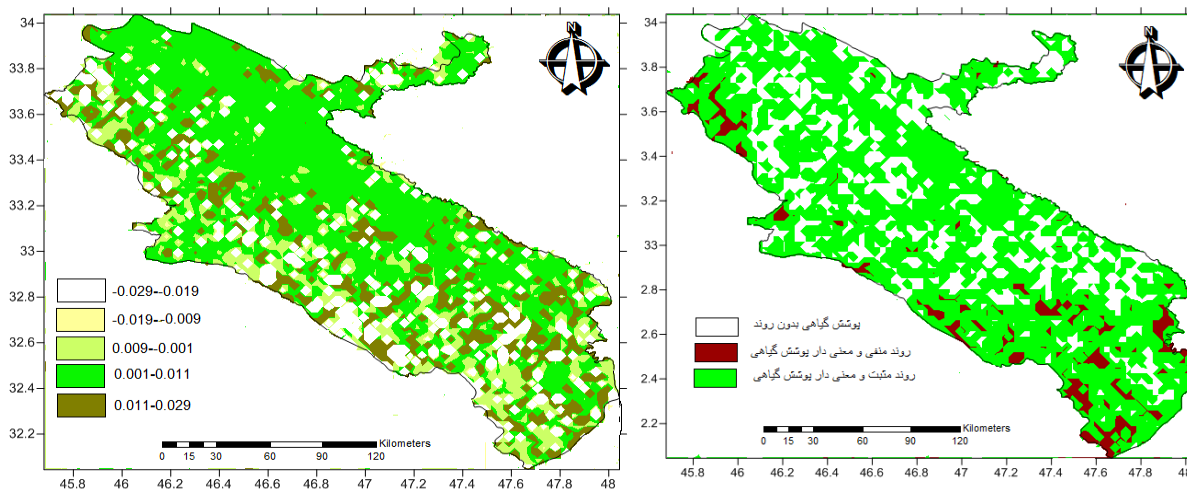 34
33.8
33.6
33.4
33.2
33
32.8
32.6
32.4
32.2
N
-0.029--0.019
-0.019--0.009
0.009--0.001
0.001-0.011
0.011-0.029
Kilometers
0 15 30 60 90 120
45.8 46 46.2 46.4 46.6 46.8 47 47.2 47.4 47.6 47.8 48
34
3.8
3.6
3.4
3.2
33
2.8
2.6
2.4
2.2
N
پوشش گیاهی بدون روند
روند منفی و معنی دار پوشش گیاهی
روند مثبت و معنی دار پوشش گیاهی
Kilometers
0 15 30 60 90 120
45.8 46 46.2 46.4 46.6 46.8 47 47.2 47.4 47.6 47.8 48